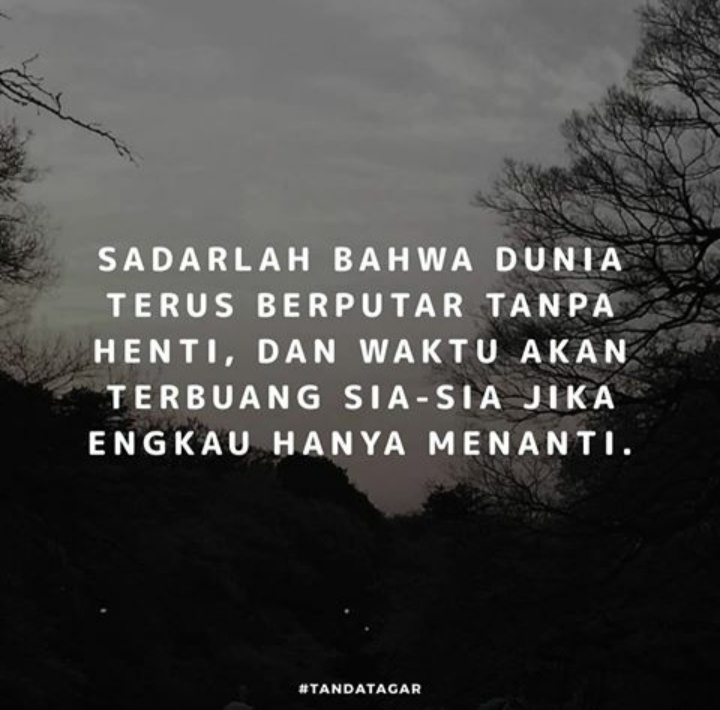 SADARLAH BAHWA DUNIA
TERUS BERPUTAR TANPA
HENTI, DAN WAKTU AKAN
TERBUANG SIA-SIA JIKA
ENGKAU HANYA MENANTI.
#TANDATAGAR